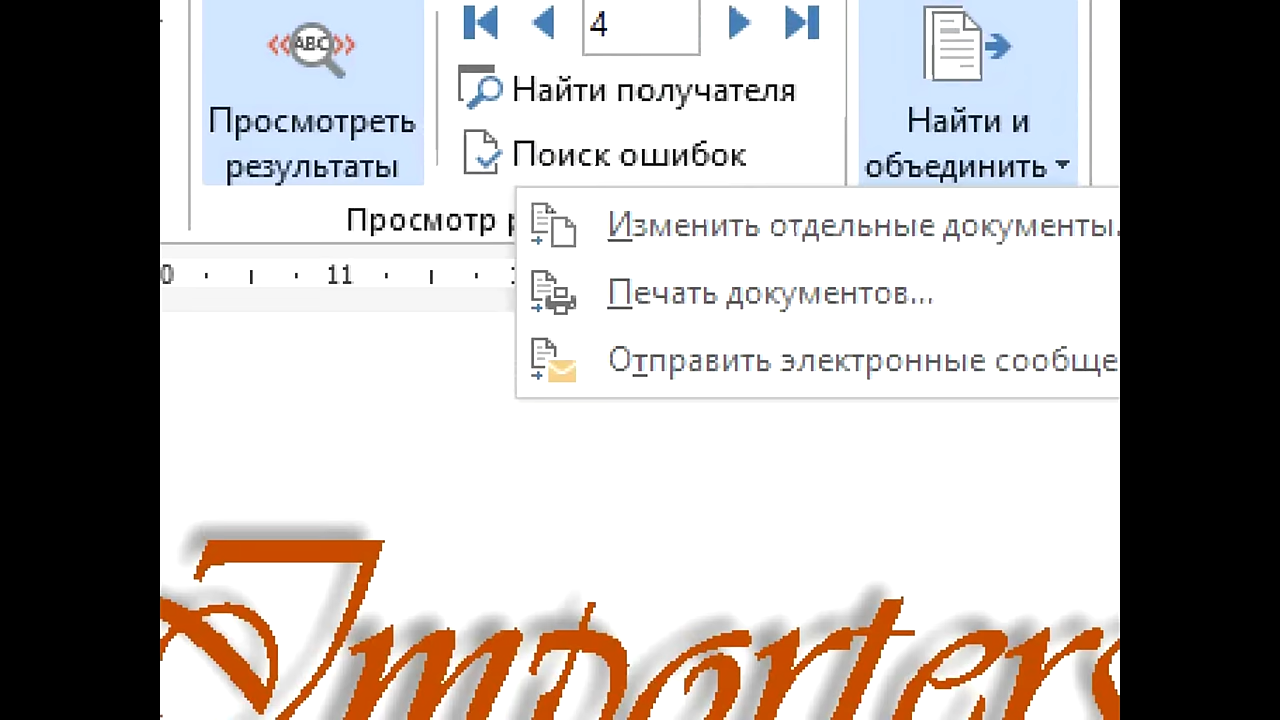 ABC
4
Найти получателя
Поиск ошибок
Просмотреть
результаты
Найти и
объединить
Просмотр
Изменить отдельные документы.
Печать документов...
Отправить электронные
11
Importers